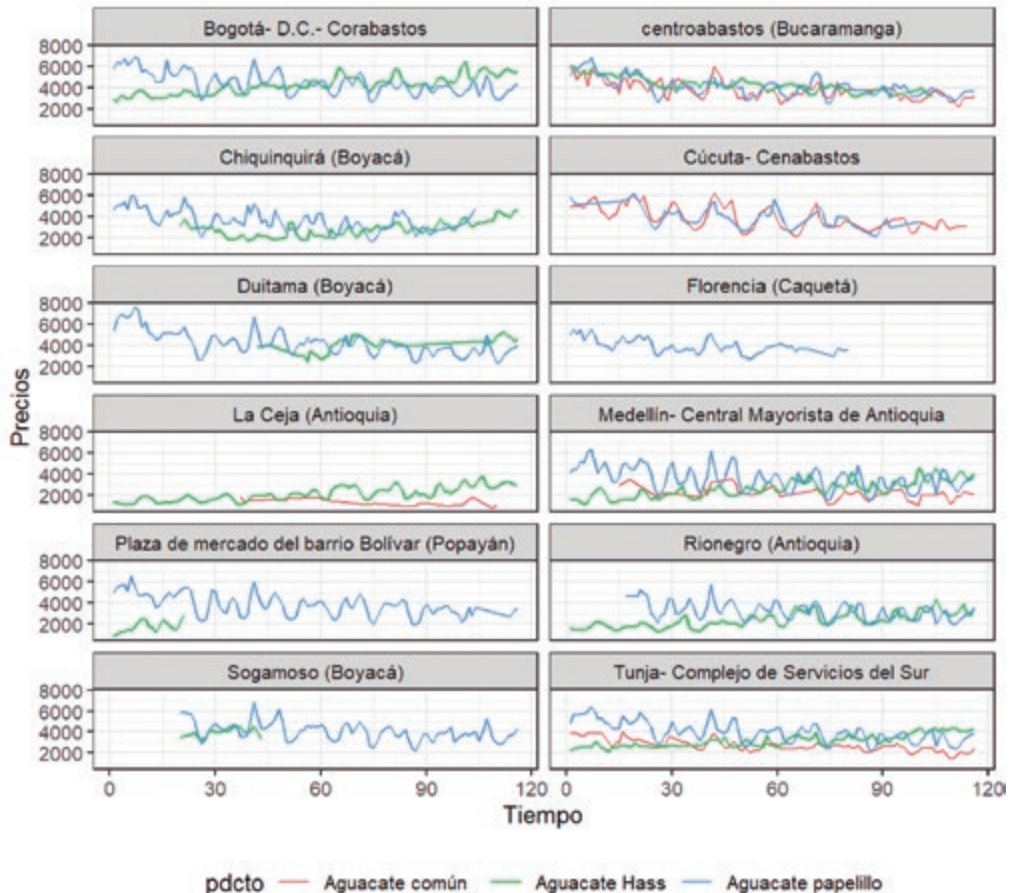 Bogotá- D.C.- Corabastos
centroabastos (Bucaramanga)
8000
6000
4000
2000
Chiquinquirá (Boyacá)
Cúcuta- Cenabastos
8000
6000
4000
2000
Duitama (Boyacá)
Florencia (Caquetá)
8000
6000
4000
2000
La Ceja (Antioquia)
Medellín- Central Mayorista de Antioquia
8000
6000
4000
2000
Plaza de mercado del barrio Bolívar (Popayán)
Rionegro (Antioquia)
8000
6000
4000
2000
Sogamoso (Boyacá)
Tunja- Complejo de Servicios del Sur
8000
6000
4000
2000
Precios
0 30 60 90 120 0 30 60 90 120
Tiempo
pdcto Aguacate común Aguacate Hass Aguacate papelillo